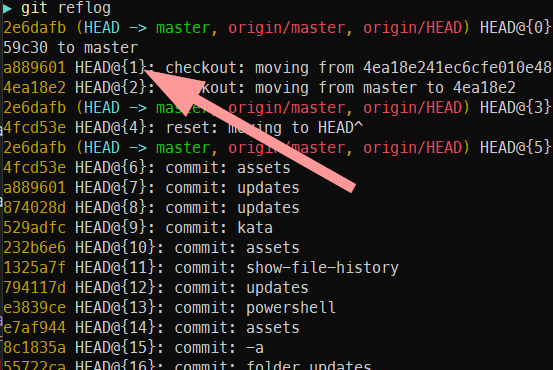 ▶ git reflog
2e6dafb (HEAD -> master, origin/master, origin/HEAD) HEAD@{0}
59c30 to master
a889601 HEAD@{1}: checkout: moving from 4ea18e241ec6cfe010e48
4ea18e2 HEAD@{2}: kout: moving from master to 4ea18e2
2e6dafb (HEAD -> mas, origin/master, origin/HEAD) HEAD@{3}
4fcd53e HEAD@{4}: reset: to HEAD^
2e6dafb (HEAD -> master, origin/master, origin/HEAD) HEAD@{5}
4fcd53e HEAD@{6}: commit: assets
a889601 HEAD@{7}: commit: updates
874028d HEAD@{8}: commit: updates
529adfc HEAD@{9}: commit: kata
232b6e6 HEAD@{10}: commit: assets
1325a7f HEAD@{11}: commit: show-file-history
794117d HEAD@{12}: commit: updates
e3839ce HEAD@{13}: commit: powershell
e7af944 HEAD@{14}: commit: assets
8c1835a HEAD@{15}: commit: -a
55722ca HEAD@{16}: commit: folder updates